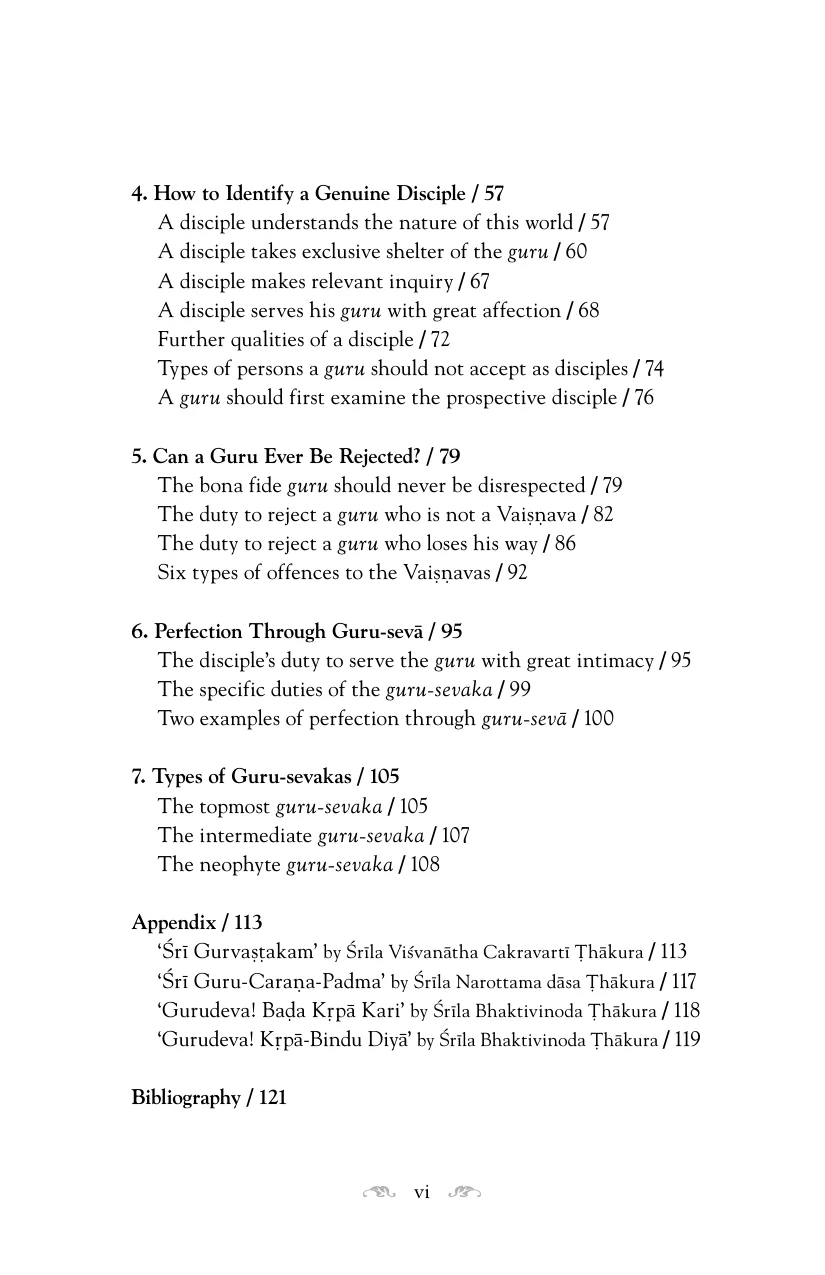 4. How to Identify a Genuine Disciple / 57
A disciple understands the nature of this world / 57
A disciple takes exclusive shelter of the guru / 60
A disciple makes relevant inquiry / 67
A disciple serves his guru with great affection / 68
Further qualities of a disciple / 72
Types of persons a guru should not accept as disciples / 74
A guru should first examine the prospective disciple / 76
5. Can a Guru Ever Be Rejected? / 79
The bona fide guru should never be disrespected / 79
The duty to reject a guru who is not a Vaiṣṇava / 82
The duty to reject a guru who loses his way / 86
Six types of offences to the Vaiṣṇavas / 92
6. Perfection Through Guru-sevā / 95
The disciple’s duty to serve the guru with great intimacy / 95
The specific duties of the guru-sevaka / 99
Two examples of perfection through guru-sevā / 100
7. Types of Guru-sevakas / 105
The topmost guru-sevaka / 105
The intermediate guru-sevaka / 107
The neophyte guru-sevaka / 108
Appendix / 113
‘Śrī Gurvaṣṭakam’ by Śrīla Viśvanātha Cakravartī Ṭhākura / 113
‘Śrī Guru-Caraṇa-Padma’ by Śrīla Narottama dāsa Ṭhākura / 117
‘Gurudeva! Baḍa Kṛpā Kari’ by Śrīla Bhaktivinoda Ṭhākura / 118
‘Gurudeva! Kṛpā-Bindu Diyā’ by Śrīla Bhaktivinoda Ṭhākura / 119
Bibliography / 121
vi